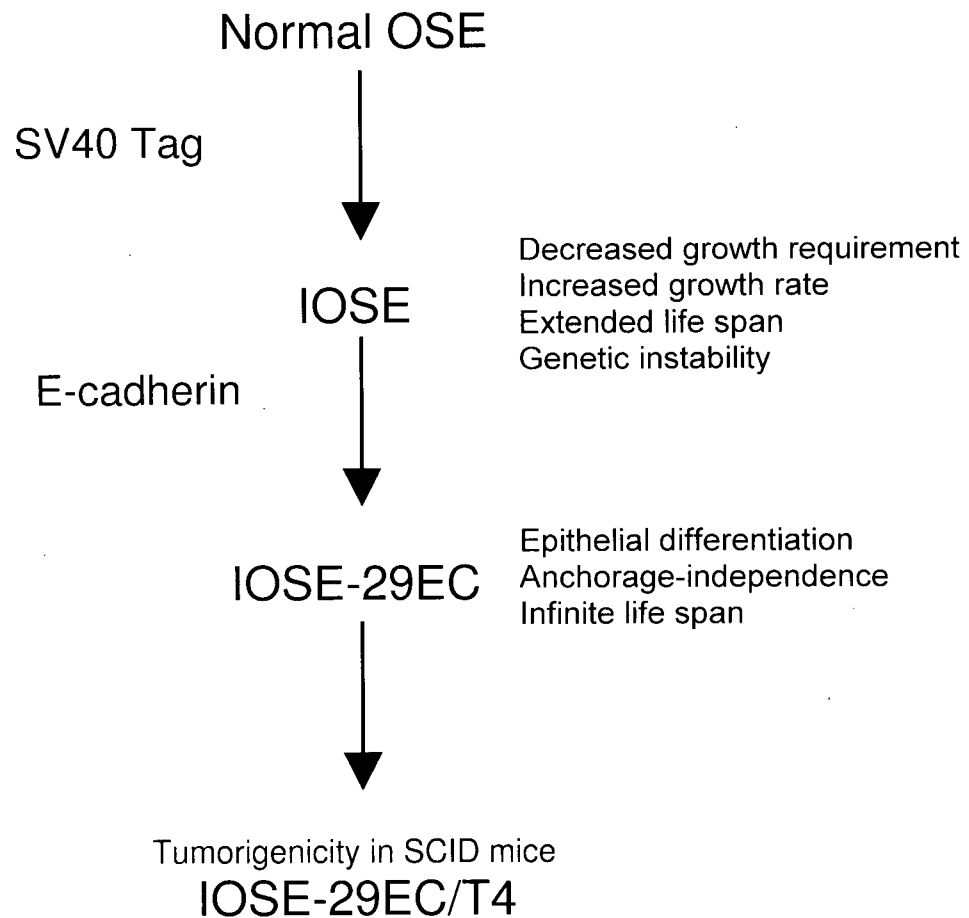 Normal OSE
SV40 Tag
IOSE
Decreased growth requirement
Increased growth rate
Extended life span
Genetic instability
E-cadherin
IOSE-29EC
Epithelial differentiation
Anchorage-independence
Infinite life span
Tumorigenicity in SCID mice
IOSE-29EC/T4